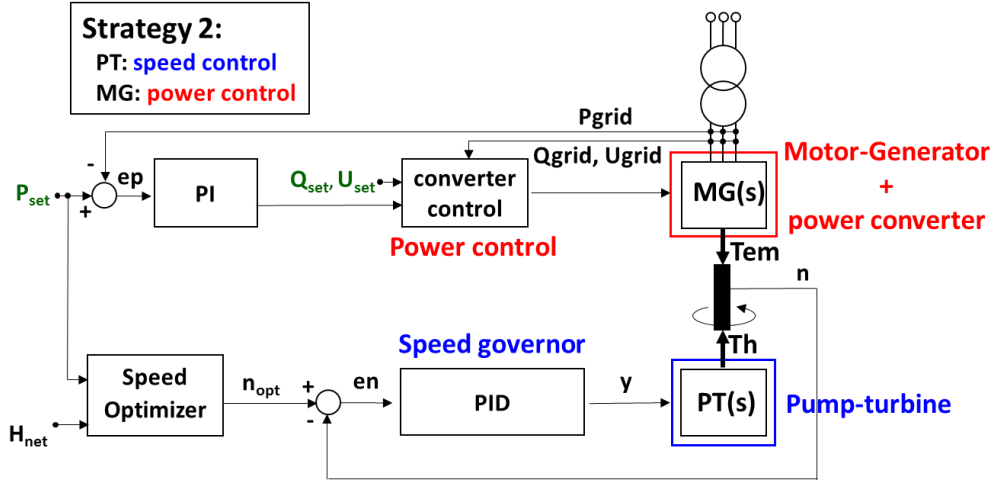 Strategy 2:
PT: speed control
MG: power control
Pgrid
Qgrid, Ugrid
Motor-Generator
+
power converter
-
ep
Pset
+
PI
Qset, Uset
converter
control
MG(s)
Power control
Tem
n
Th
Speed governor
Speed
Optimizer
nopt
+
-
en
PID
y
PT(s)
Pump-turbine
Hnet